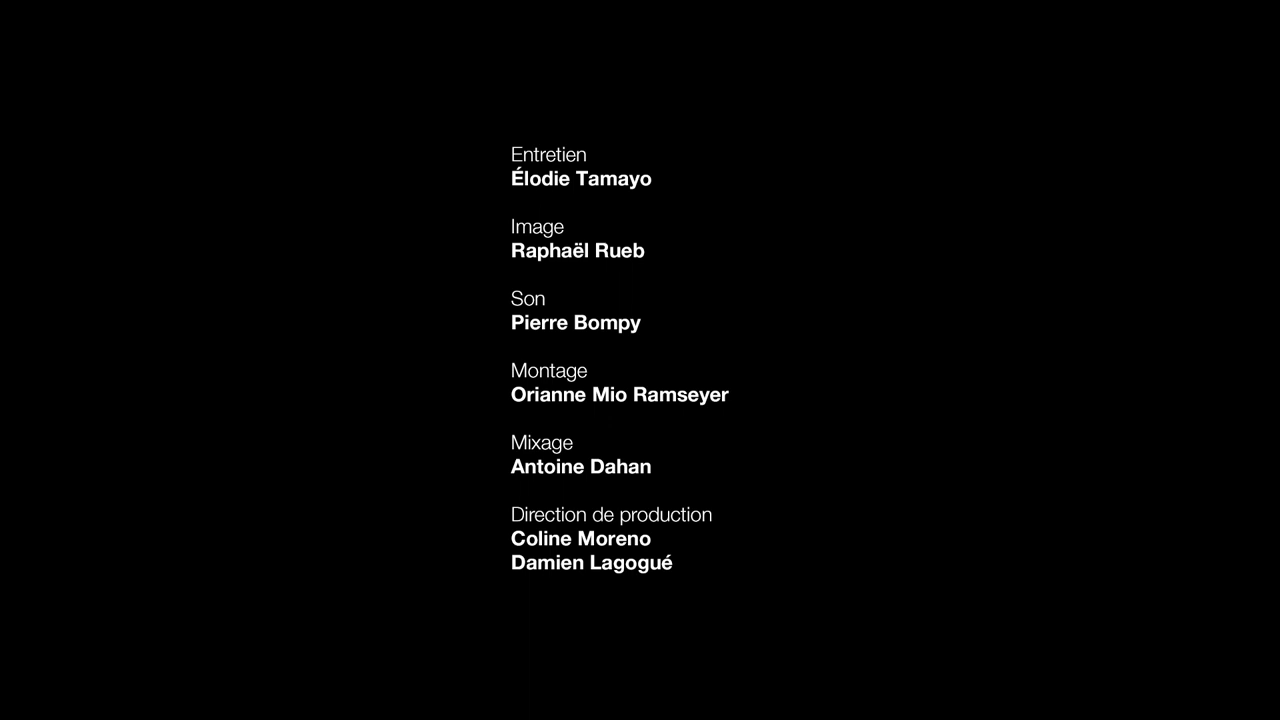 Entretien
Élodie Tamayo
Image
Raphaël Rueb
Son
Pierre Bompy
Montage
Orianne Mio Ramseyer
Mixage
Antoine Dahan
Direction de production
Coline Moreno
Damien Lagogué